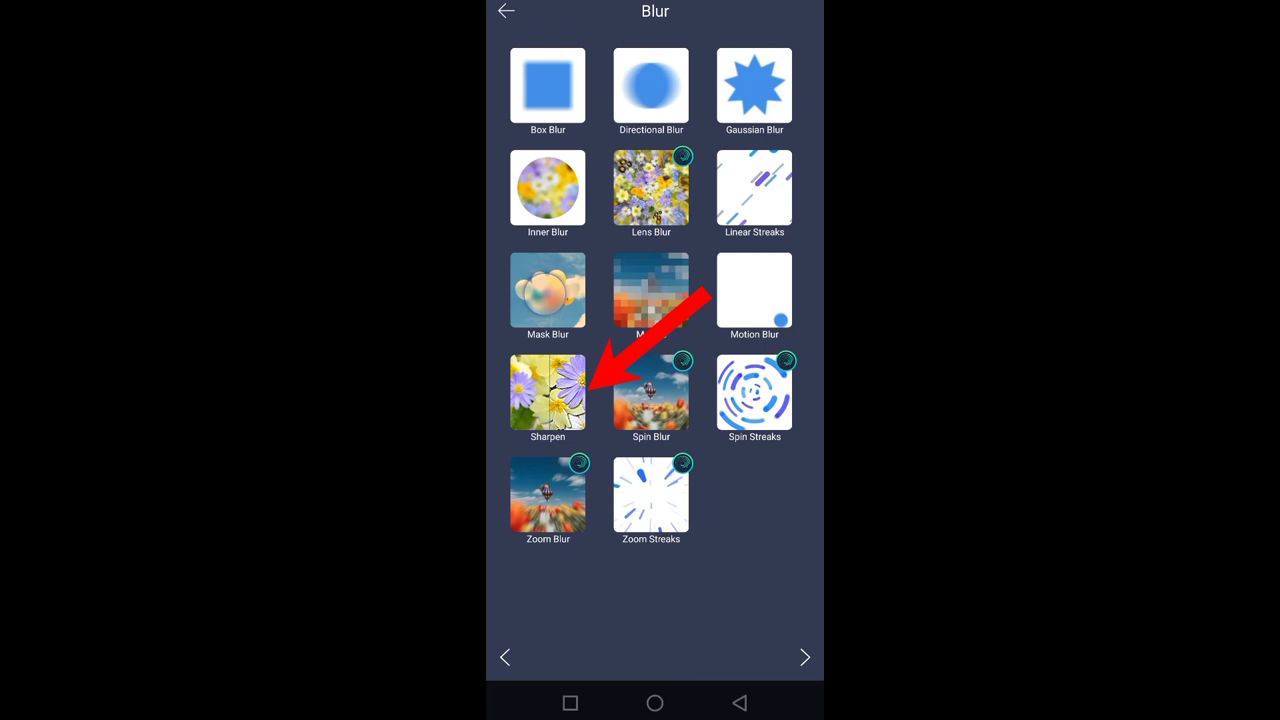 Blur
Box Blur
Directional Blur
Gaussian Blur
Inner Blur
Lens Blur
Linear Streaks
Mask Blur
Motion Blur
Sharpen
Spin Blur
Spin Streaks
Zoom Blur
Zoom Streaks